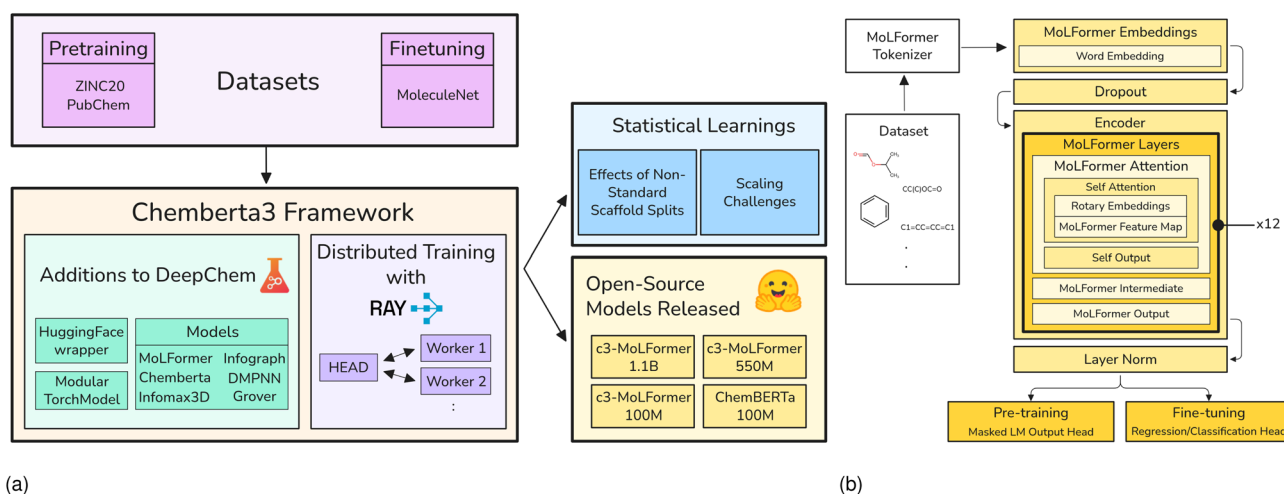 Pretraining
ZINC20
PubChem
Datasets
Finetuning
MoleculeNet
Chemberta3 Framework
Additions to DeepChem
HuggingFace
wrapper
Modular
TorchModel
Models
MoLFormer Infograph
Chemberta DMPNN
Infomax3D Grover
Distributed Training
with
RAY
HEAD
Worker 1
Worker 2
:
Statistical Learnings
Effects of Non-
Standard
Scaffold Splits
Scaling
Challenges
Open-Source
Models Released
c3-MoLFormer
1.1B
c3-MoLFormer
550M
c3-MoLFormer
100M
ChemBERTa
100M
(a)
MoLFormer
Tokenizer
Dataset
O
O
CH₃
CH₃
CC(C)OC=O
C1=CC=CC=C1
.
.
MoLFormer Embeddings
Word Embedding
Dropout
Encoder
MoLFormer Layers
MoLFormer Attention
Self Attention
Rotary Embeddings
MoLFormer Feature Map
Self Output
MoLFormer Intermediate
MoLFormer Output
x12
Layer Norm
Pre-training
Masked LM Output Head
Fine-tuning
Regression/Classification Head
(b)